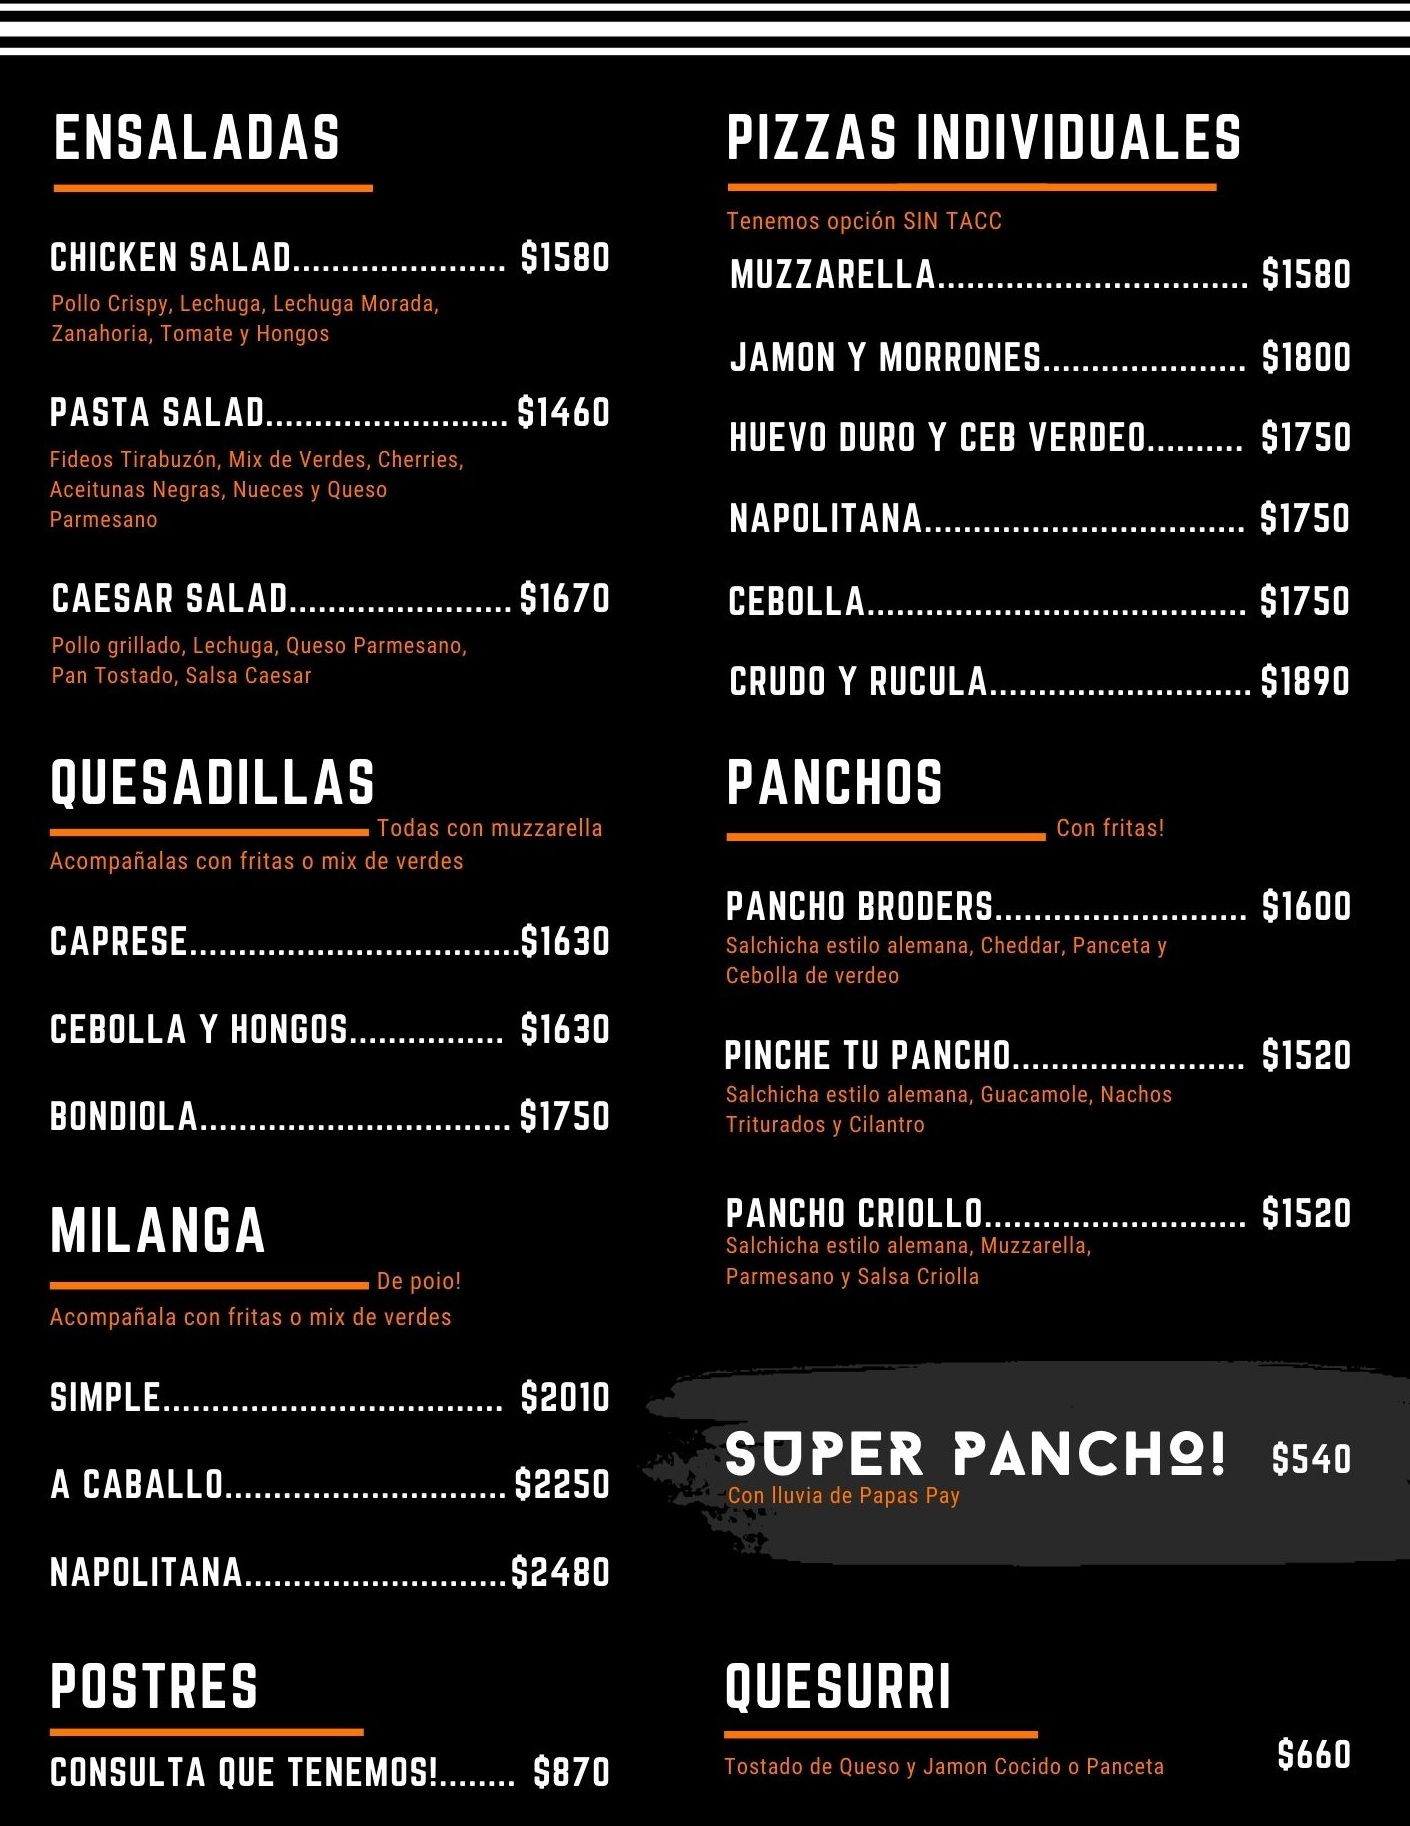 ENSALADAS
CHICKEN SALAD...................... $1580
Pollo Crispy, Lechuga, Lechuga Morada,
Zanahoria, Tomate y Hongos
PASTA SALAD......................... $1460
Fideos Tirabuzón, Mix de Verdes, Cherries,
Aceitunas Negras, Nueces y Queso
Parmesano
CAESAR SALAD....................... $1670
Pollo grillado, Lechuga, Queso Parmesano,
Pan Tostado, Salsa Caesar
QUESADILLAS
Todas con muzzarella
Acompañalas con fritas o mix de verdes
CAPRESE..................................$1630
CEBOLLA Y HONGOS................ $1630
BONDIOLA................................ $1750
MILANGA
De poio!
Acompañala con fritas o mix de verdes
SIMPLE................................... $2010
A CABALLO............................. $2250
NAPOLITANA...........................$2480
POSTRES
CONSULTA QUE TENEMOS!........ $870
PIZZAS INDIVIDUALES
Tenemos opción SIN TACC
MUZZARELLA................................ $1580
JAMON Y MORRONES..................... $1800
HUEVO DURO Y CEB VERDEO.......... $1750
NAPOLITANA................................. $1750
CEBOLLA....................................... $1750
CRUDO Y RUCULA........................... $1890
PANCHOS
Con fritas!
PANCHO BRODERS.......................... $1600
Salchicha estilo alemana, Cheddar, Panceta y
Cebolla de verdeo
PINCHE TU PANCHO........................ $1520
Salchicha estilo alemana, Guacamole, Nachos
Triturados y Cilantro
PANCHO CRIOLLO........................... $1520
Salchicha estilo alemana, Muzzarella,
Parmesano y Salsa Criolla
SUPER PANCHO! $540
Con lluvia de Papas Pay
QUESURRI
$660
Tostado de Queso y Jamon Cocido o Panceta